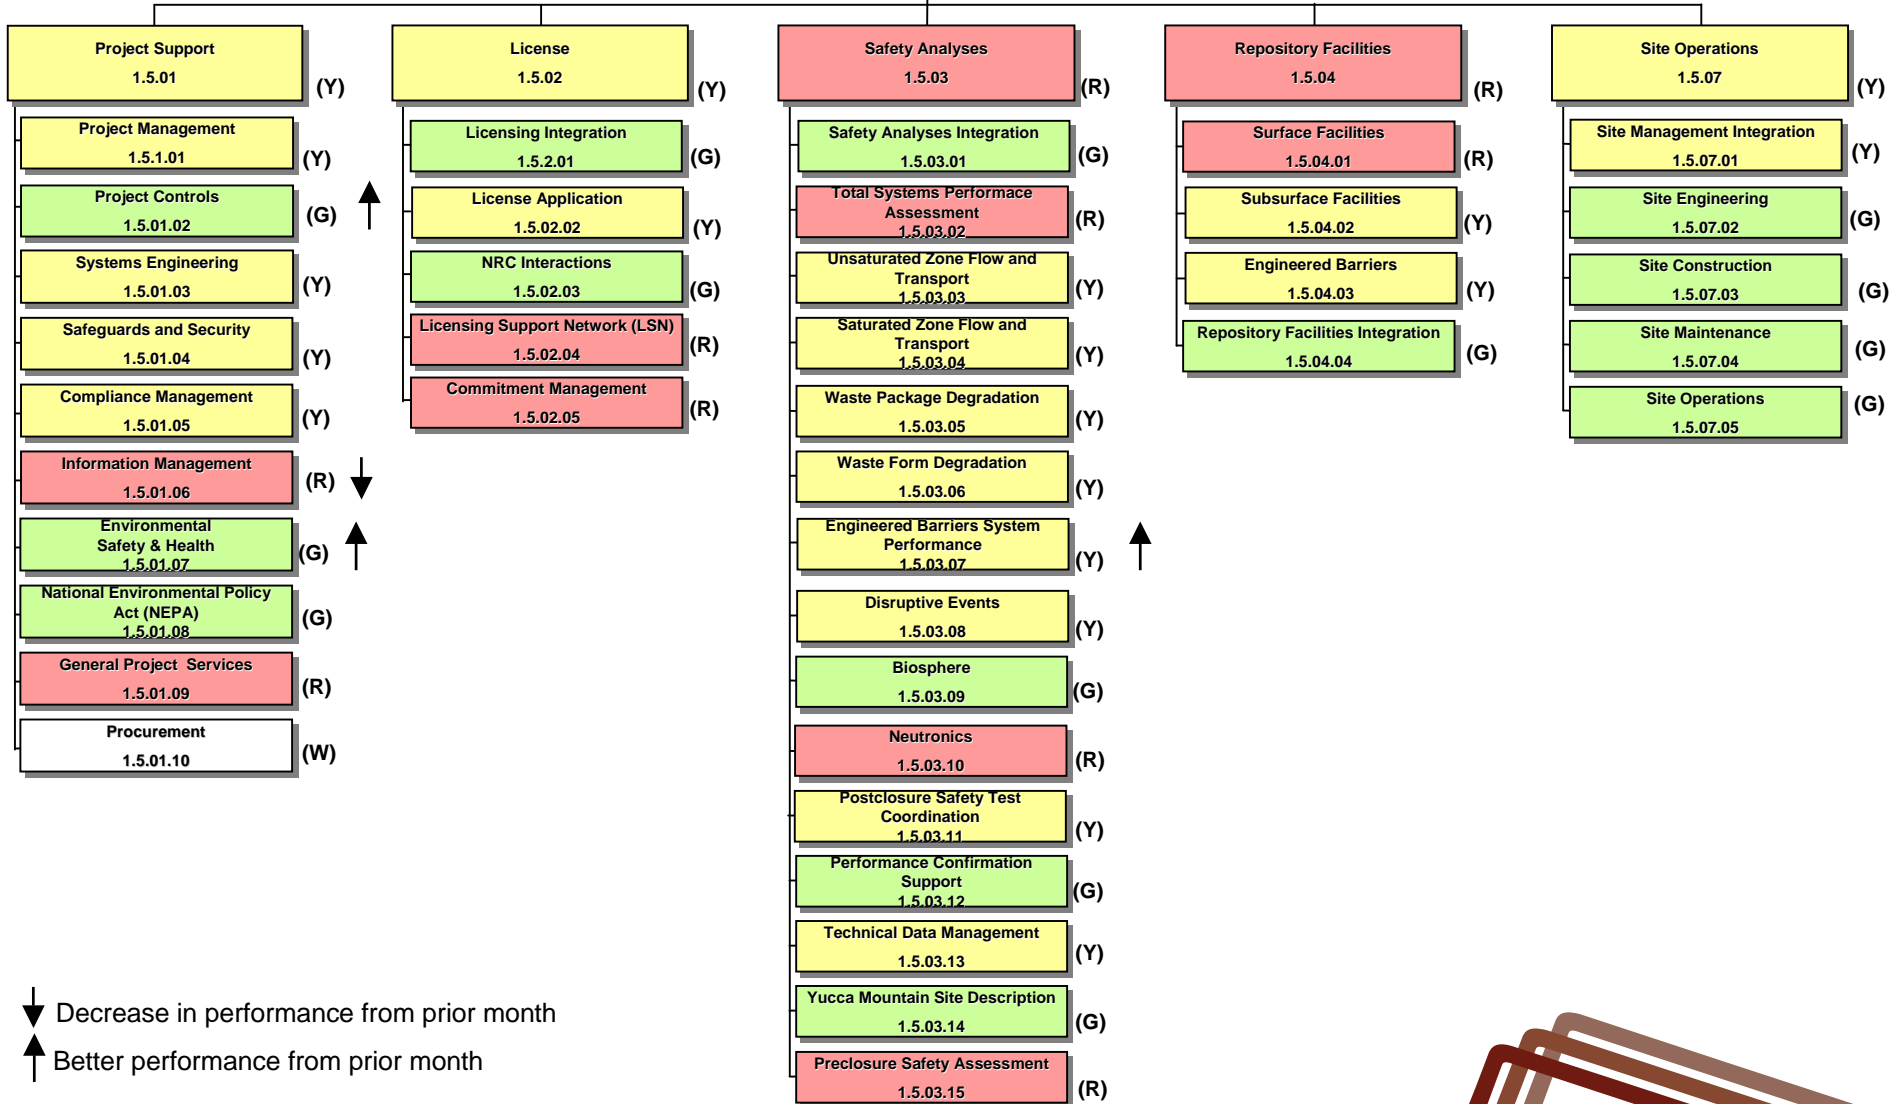 Project Support
1.5.01
(Y)
Project Management
1.5.1.01
(Y)
Project Controls
1.5.01.02
(G)
Systems Engineering
1.5.01.03
(Y)
Safeguards and Security
1.5.01.04
(Y)
Compliance Management
1.5.01.05
(Y)
Information Management
1.5.01.06
(R)
Environmental
Safety & Health
1.5.01.07
(G)
National Environmental Policy
Act (NEPA)
1.5.01.08
(G)
General Project Services
1.5.01.09
(R)
Procurement
1.5.01.10
(W)
License
1.5.02
(Y)
Licensing Integration
1.5.2.01
(G)
License Application
1.5.02.02
(Y)
NRC Interactions
1.5.02.03
(G)
Licensing Support Network (LSN)
1.5.02.04
(R)
Commitment Management
1.5.02.05
(R)
Safety Analyses
1.5.03
(R)
Safety Analyses Integration
1.5.03.01
(G)
Total Systems Performace
Assessment
1.5.03.02
(R)
Unsaturated Zone Flow and
Transport
1.5.03.03
(Y)
Saturated Zone Flow and
Transport
1.5.03.04
(Y)
Waste Package Degradation
1.5.03.05
(Y)
Waste Form Degradation
1.5.03.06
(Y)
Engineered Barriers System
Performance
1.5.03.07
(Y)
Disruptive Events
1.5.03.08
(Y)
Biosphere
1.5.03.09
(G)
Neutronics
1.5.03.10
(R)
Postclosure Safety Test
Coordination
1.5.03.11
(Y)
Performance Confirmation
Support
1.5.03.12
(G)
Technical Data Management
1.5.03.13
(Y)
Yucca Mountain Site Description
1.5.03.14
(G)
Preclosure Safety Assessment
1.5.03.15
(R)
Repository Facilities
1.5.04
(R)
Surface Facilities
1.5.04.01
(R)
Subsurface Facilities
1.5.04.02
(Y)
Engineered Barriers
1.5.04.03
(Y)
Repository Facilities Integration
1.5.04.04
(G)
Site Operations
1.5.07
(Y)
Site Management Integration
1.5.07.01
(Y)
Site Engineering
1.5.07.02
(G)
Site Construction
1.5.07.03
(G)
Site Maintenance
1.5.07.04
(G)
Site Operations
1.5.07.05
(G)
Decrease in performance from prior month
Better performance from prior month